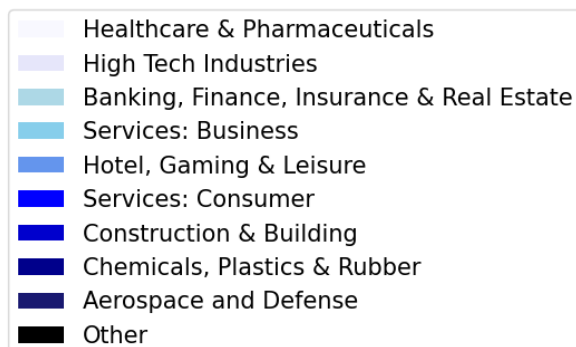 Healthcare & Pharmaceuticals
High Tech Industries
Banking, Finance, Insurance & Real Estate
Services: Business
Hotel, Gaming & Leisure
Services: Consumer
Construction & Building
Chemicals, Plastics & Rubber
Aerospace and Defense
Other